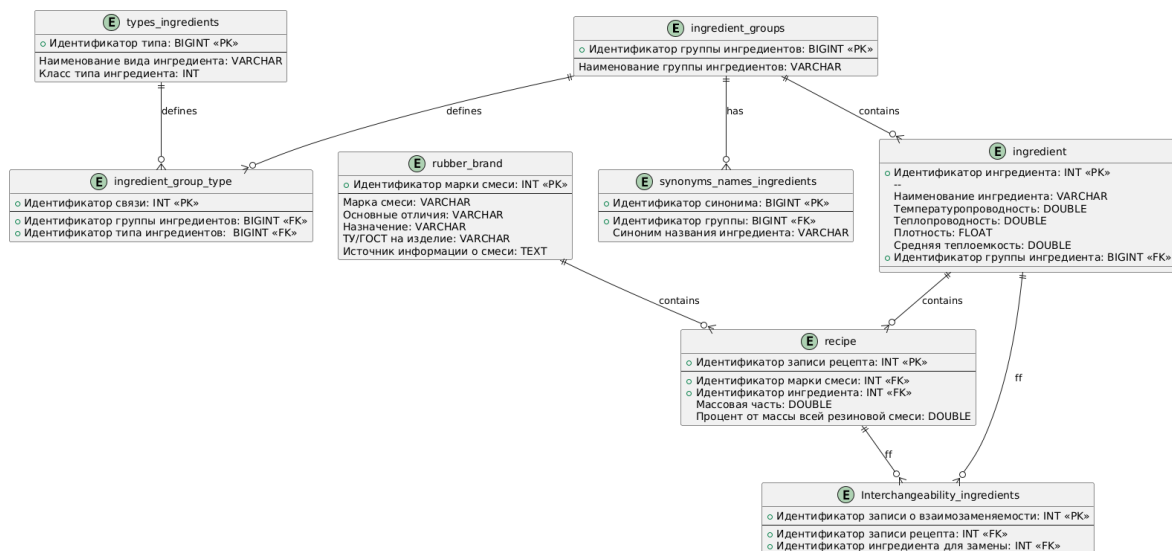 E types_ingredients
Идентификатор типа: BIGINT «PK»
Наименование вида ингредиента: VARCHAR
Класс типа ингредиента: INT
E ingredient_groups
Идентификатор группы ингредиентов: BIGINT «PK»
Наименование группы ингредиентов: VARCHAR
defines
defines
has
contains
E ingredient_group_type
Идентификатор связи: INT «PK»
Идентификатор группы ингредиентов: BIGINT «FK»
Идентификатор типа ингредиентов: BIGINT «FK»
E rubber_brand
Идентификатор марки смеси: INT «PK»
Марка смеси: VARCHAR
Основные отличия: VARCHAR
Назначение: VARCHAR
ТУ/ГОСТ на изделие: VARCHAR
Источник информации о смеси: TEXT
E synonyms_names_ingredients
Идентификатор синонима: BIGINT «PK»
Идентификатор группы: BIGINT «FK»
Синоним названия ингредиента: VARCHAR
E ingredient
Идентификатор ингредиента: INT «PK»
--
Наименование ингредиента: VARCHAR
Температуропроводность: DOUBLE
Теплопроводность: DOUBLE
Плотность: FLOAT
Средняя теплоемкость: DOUBLE
Идентификатор группы ингредиента: BIGINT «FK»
contains
contains
E recipe
Идентификатор записи рецепта: INT «PK»
Идентификатор марки смеси: INT «FK»
Идентификатор ингредиента: INT «FK»
Массовая часть: DOUBLE
Процент от массы всей резиновой смеси: DOUBLE
ff
ff
E Interchangeability_ingredients
Идентификатор записи о взаимозаменяемости: INT «PK»
Идентификатор записи рецепта: INT «FK»
Идентификатор ингредиента для замены: INT «FK»